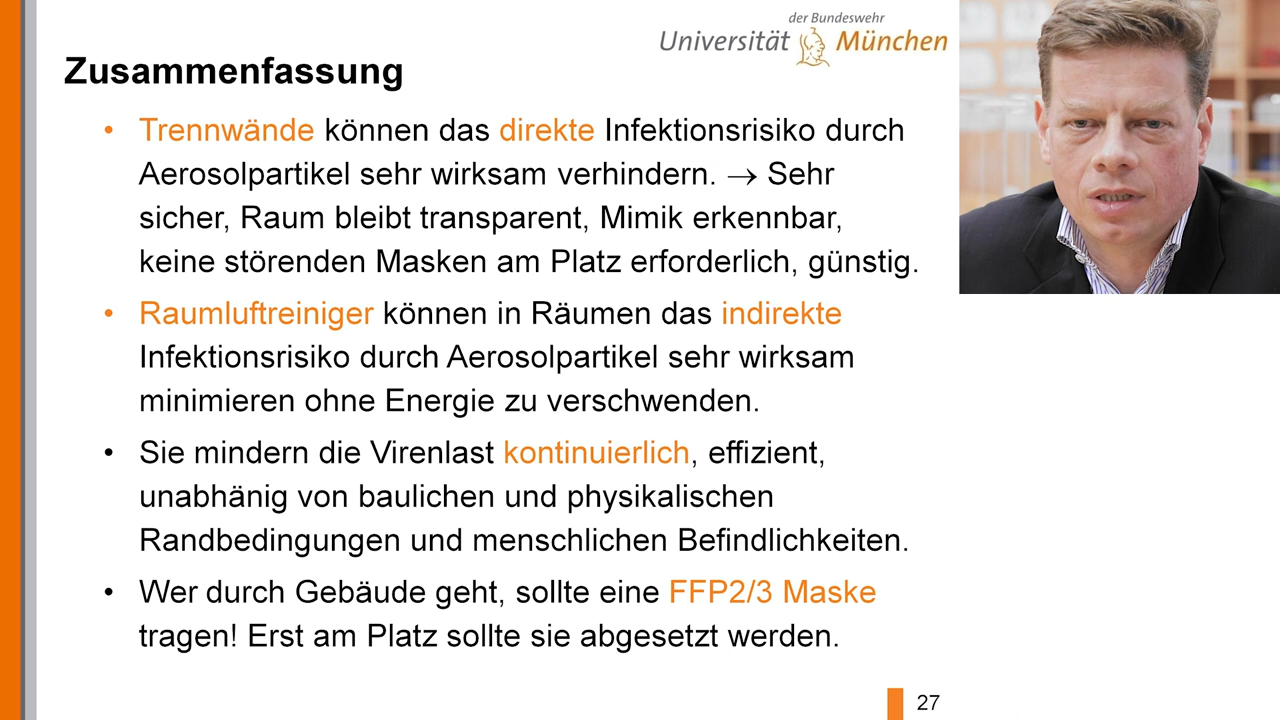 der Bundeswehr
Universität München
Zusammenfassung
• Trennwände können das direkte Infektionsrisiko durch
Aerosolpartikel sehr wirksam verhindern. → Sehr
sicher, Raum bleibt transparent, Mimik erkennbar,
keine störenden Masken am Platz erforderlich, günstig.
• Raumluftreiniger können in Räumen das indirekte
Infektionsrisiko durch Aerosolpartikel sehr wirksam
minimieren ohne Energie zu verschwenden.
• Sie mindern die Virenlast kontinuierlich, effizient,
unabhänig von baulichen und physikalischen
Randbedingungen und menschlichen Befindlichkeiten.
• Wer durch Gebäude geht, sollte eine FFP2/3 Maske
tragen! Erst am Platz sollte sie abgesetzt werden.
27